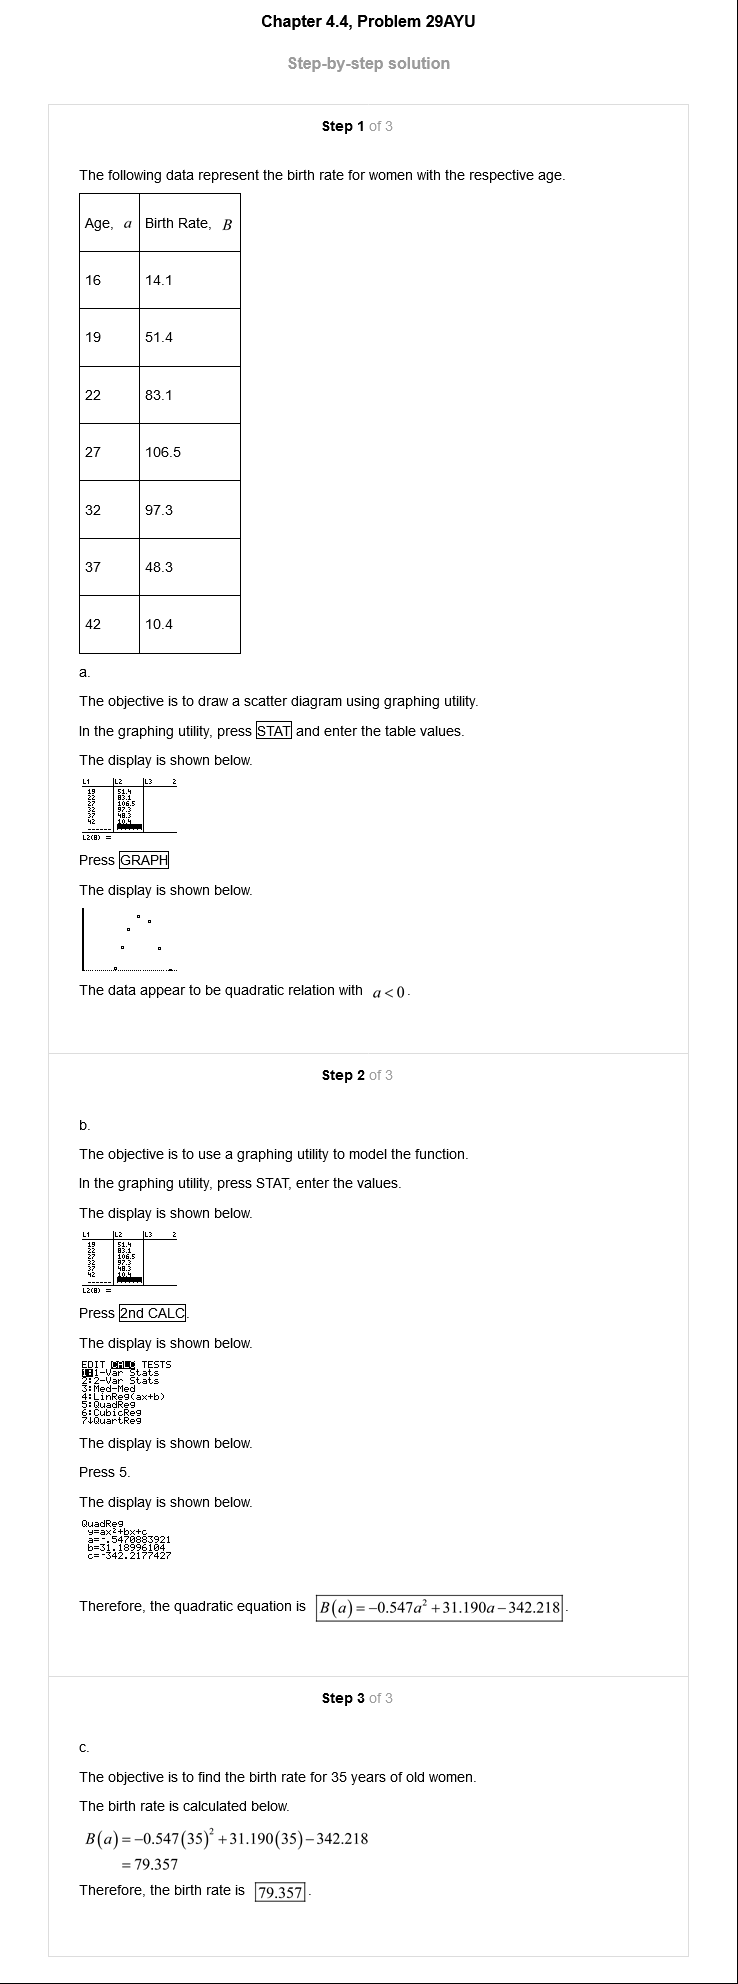 Chapter 4.4, Problem 29AYU
Step-by-step solution
Step 1 of 3
The following data represent the birth rate for women with the respective age.
Age, a Birth Rate, B
16 14.1
19 51.4
22 83.1
27 106.5
32 97.3
37 48.3
42 10.4
a.
The objective is to draw a scatter diagram using graphing utility.
In the graphing utility, press STAT and enter the table values.
The display is shown below.
L1 L2 L3 2
19 51.4
22 83.1
27 106.5
32 97.3
37 48.3
42 10.4
------
L2(8) =
Press GRAPH
The display is shown below.
The data appear to be quadratic relation with a < 0.
Step 2 of 3
b.
The objective is to use a graphing utility to model the function.
In the graphing utility, press STAT, enter the values.
The display is shown below.
L1 L2 L3 2
19 51.4
22 83.1
27 106.5
32 97.3
37 48.3
42 10.4
------
L2(8) =
Press 2nd CALC.
The display is shown below.
EDIT CALC TESTS
1:1-Var Stats
2:2-Var Stats
3:Med-Med
4:LinReg(ax+b)
5:QuadReg
6:CubicReg
7↓QuartReg
The display is shown below.
Press 5.
The display is shown below.
QuadReg
y=ax²+bx+c
a=-.5470883921
b=31.18996104
c=-342.2177427
Therefore, the quadratic equation is B(a) = −0.547a² + 31.190a − 342.218.
Step 3 of 3
c.
The objective is to find the birth rate for 35 years of old women.
The birth rate is calculated below.
B(a) = −0.547(35)² + 31.190(35) − 342.218
= 79.357
Therefore, the birth rate is 79.357.